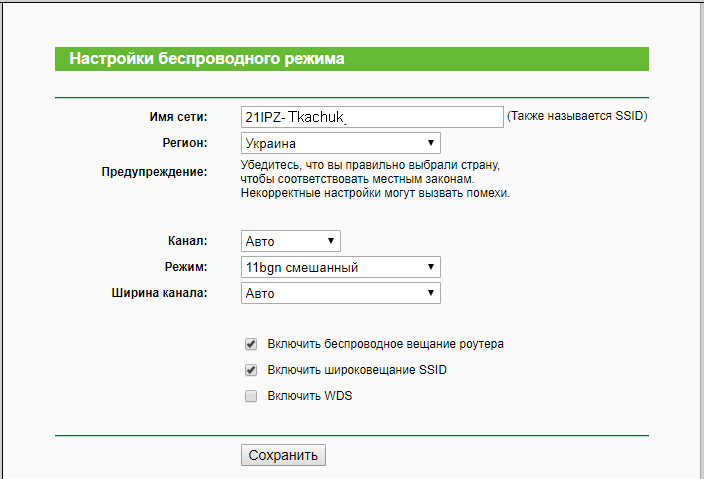 Настройки беспроводного режима
Имя сети: 21IPZ-Tkachuk_ (Также называется SSID)
Регион: Украина
Предупреждение: Убедитесь, что вы правильно выбрали страну,
чтобы соответствовать местным законам.
Некорректные настройки могут вызвать помехи.
Канал: Авто
Режим: 11bgn смешанный
Ширина канала: Авто
Включить беспроводное вещание роутера
Включить широковещание SSID
Включить WDS
Сохранить